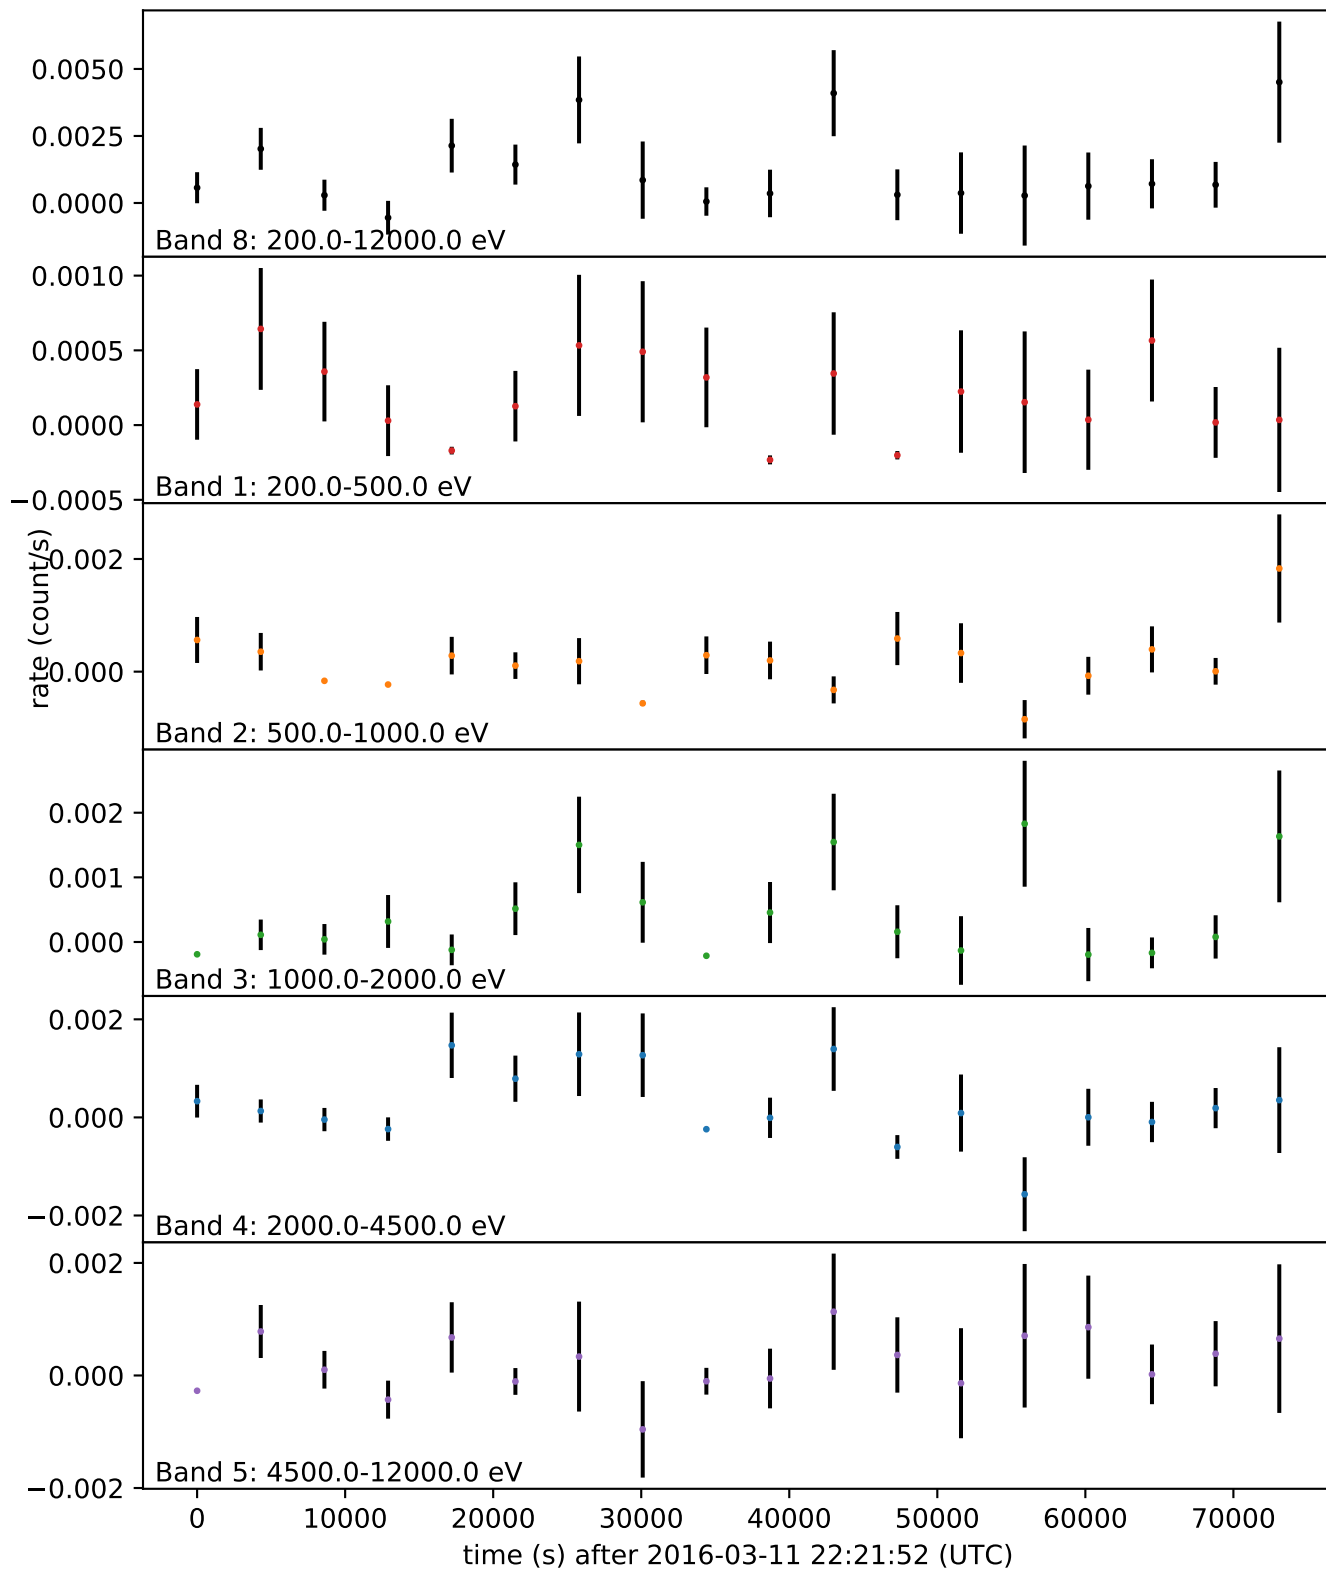 0.0050
0.0025
0.0000
Band 8: 200.0-12000.0 eV
0.0010
0.0005
0.0000
−0.0005
Band 1: 200.0-500.0 eV
rate (count/s)
0.002
0.000
Band 2: 500.0-1000.0 eV
0.002
0.001
0.000
Band 3: 1000.0-2000.0 eV
0.002
0.000
−0.002
Band 4: 2000.0-4500.0 eV
0.002
0.000
−0.002
Band 5: 4500.0-12000.0 eV
0 10000 20000 30000 40000 50000 60000 70000
time (s) after 2016-03-11 22:21:52 (UTC)